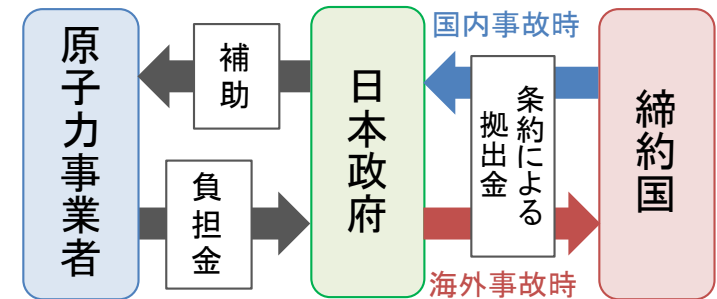 原子力事業者
補助
負担金
日本政府
国内事故時
条約による
拠出金
海外事故時
締約国